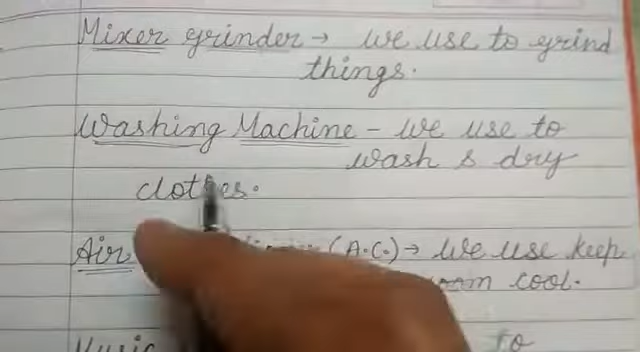 Mixer grinder → we use to grind
things.
Washing Machine - we use to
wash & dry
clothes.
Air (A.C.) → We use keep
cool.
to